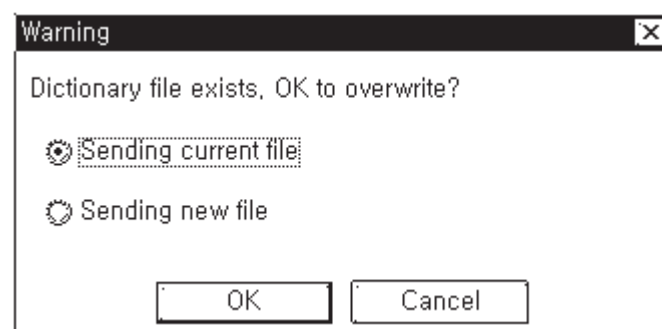 Warning
Dictionary file exists, OK to overwrite?
Sending current file
Sending new file
OK Cancel